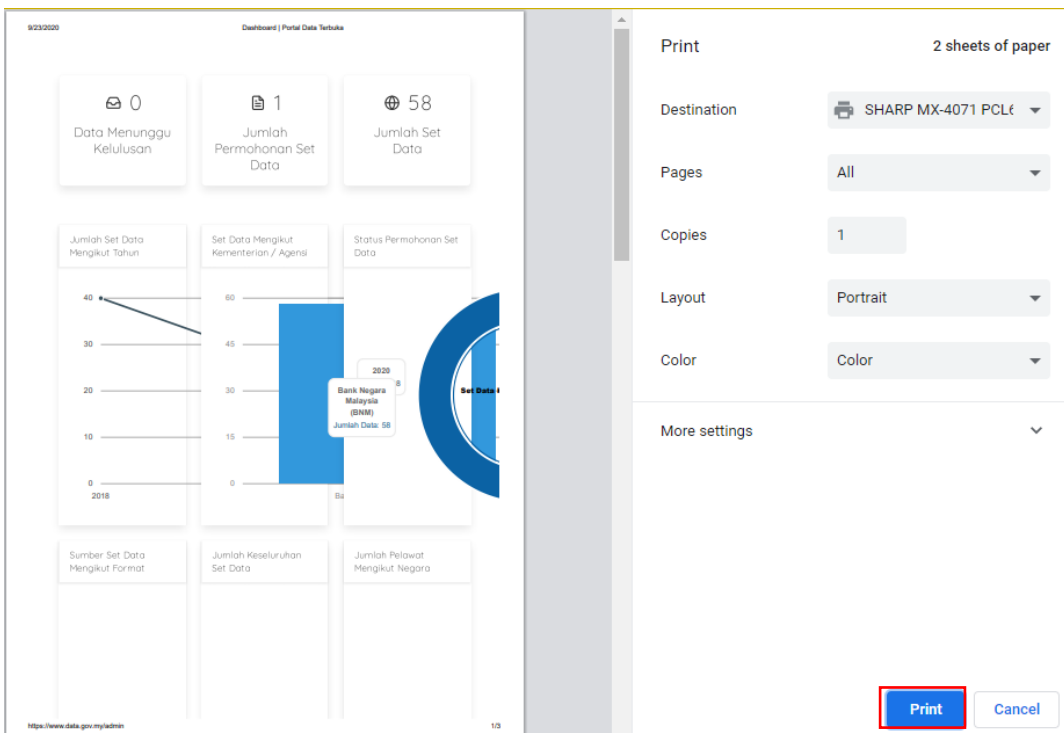 9/23/2020 Dashboard | Portal Data Terbuka
0
Data Menunggu
Kelulusan
1
Jumlah
Permohonan Set
Data
58
Jumlah Set
Data
Jumlah Set Data
Mengikut Tahun
40
30
20
10
0
2018
Set Data Mengikut
Kementerian / Agensi
60
45
30
15
0
Ba
2020
8
Bank Negara
Malaysia
(BNM)
Jumlah Data: 58
Status Permohonan Set
Data
Set Data
Sumber Set Data
Mengikut Format
Jumlah Keseluruhan
Set Data
Jumlah Pelawat
Mengikut Negara
https://www.data.gov.my/admin 1/3
Print 2 sheets of paper
Destination SHARP MX-4071 PCL6
Pages All
Copies 1
Layout Portrait
Color Color
More settings
Print Cancel